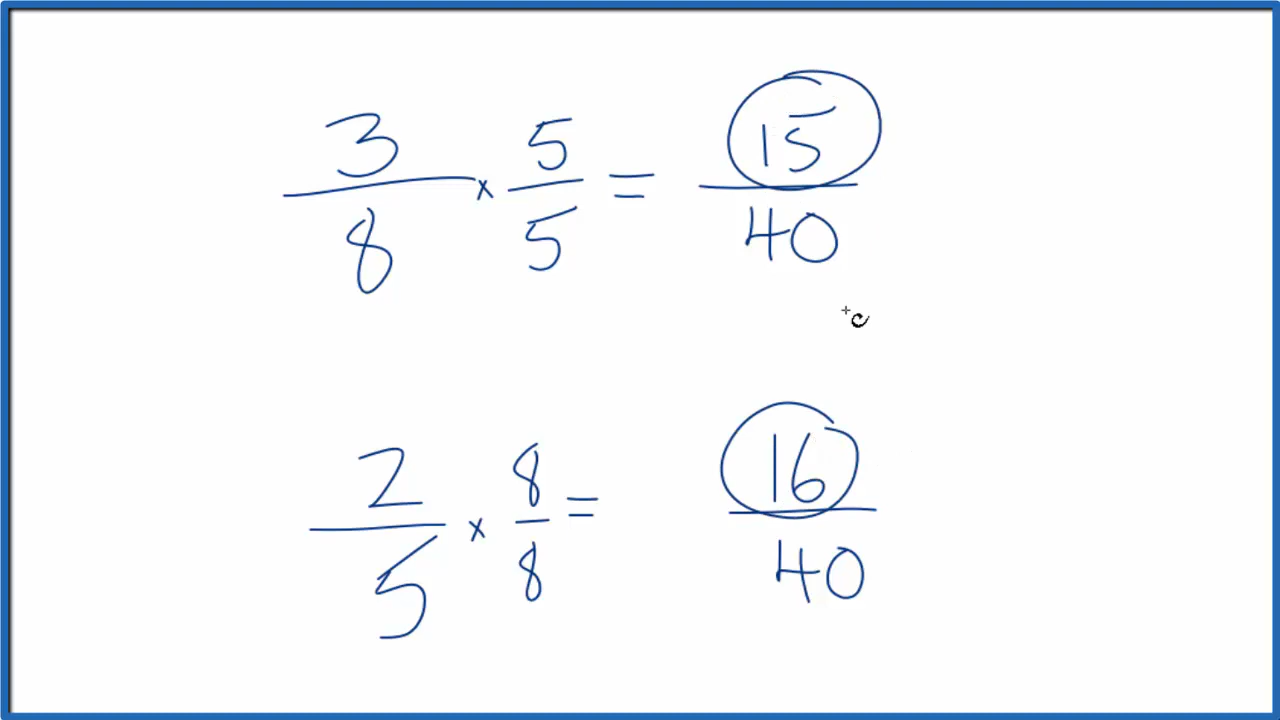 3/8 x 5/5 = 15/40
2/5 x 8/8 = 16/40